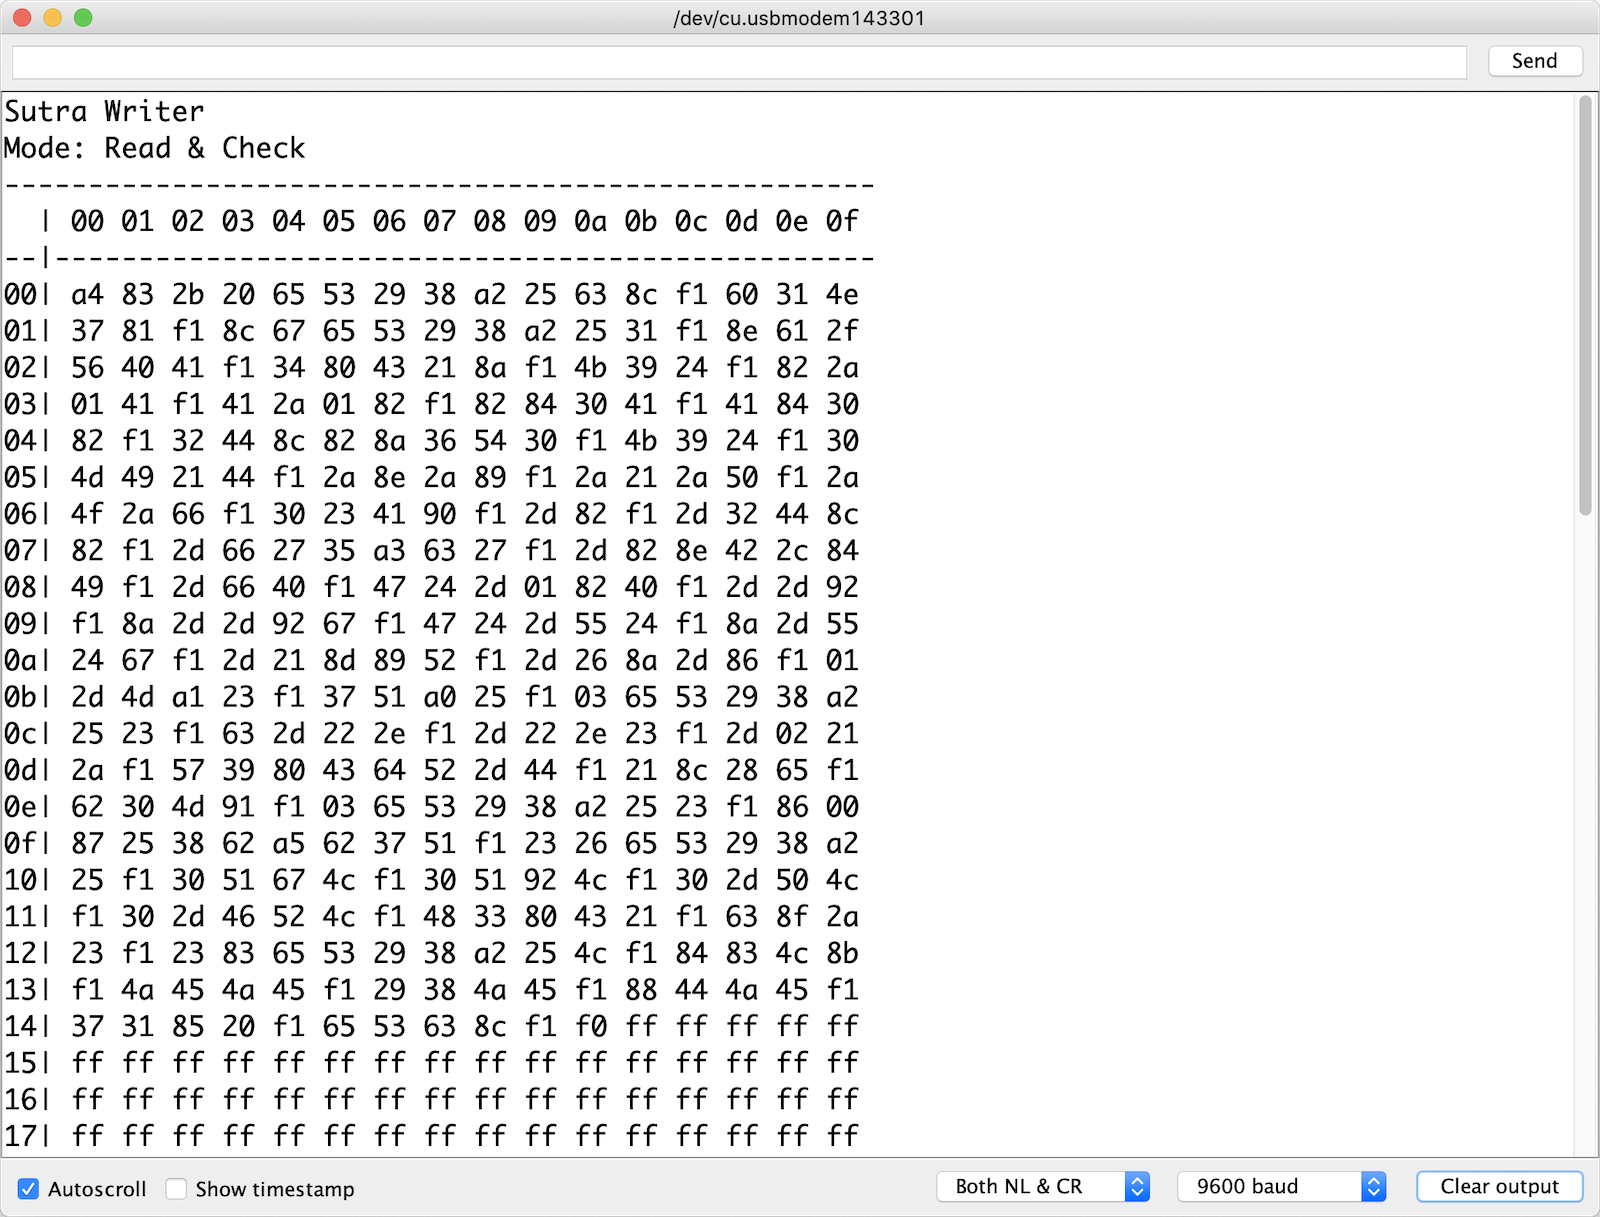 /dev/cu.usbmodem143301
Send
Sutra Writer
Mode: Read & Check
----------------------------------------------------
  | 00 01 02 03 04 05 06 07 08 09 0a 0b 0c 0d 0e 0f
--|-------------------------------------------------
00| a4 83 2b 20 65 53 29 38 a2 25 63 8c f1 60 31 4e
01| 37 81 f1 8c 67 65 53 29 38 a2 25 31 f1 8e 61 2f
02| 56 40 41 f1 34 80 43 21 8a f1 4b 39 24 f1 82 2a
03| 01 41 f1 41 2a 01 82 f1 82 84 30 41 f1 41 84 30
04| 82 f1 32 44 8c 82 8a 36 54 30 f1 4b 39 24 f1 30
05| 4d 49 21 44 f1 2a 8e 2a 89 f1 2a 21 2a 50 f1 2a
06| 4f 2a 66 f1 30 23 41 90 f1 2d 82 f1 2d 32 44 8c
07| 82 f1 2d 66 27 35 a3 63 27 f1 2d 82 8e 42 2c 84
08| 49 f1 2d 66 40 f1 47 24 2d 01 82 40 f1 2d 2d 92
09| f1 8a 2d 2d 92 67 f1 47 24 2d 55 24 f1 8a 2d 55
0a| 24 67 f1 2d 21 8d 89 52 f1 2d 26 8a 2d 86 f1 01
0b| 2d 4d a1 23 f1 37 51 a0 25 f1 03 65 53 29 38 a2
0c| 25 23 f1 63 2d 22 2e f1 2d 22 2e 23 f1 2d 02 21
0d| 2a f1 57 39 80 43 64 52 2d 44 f1 21 8c 28 65 f1
0e| 62 30 4d 91 f1 03 65 53 29 38 a2 25 23 f1 86 00
0f| 87 25 38 62 a5 62 37 51 f1 23 26 65 53 29 38 a2
10| 25 f1 30 51 67 4c f1 30 51 92 4c f1 30 2d 50 4c
11| f1 30 2d 46 52 4c f1 48 33 80 43 21 f1 63 8f 2a
12| 23 f1 23 83 65 53 29 38 a2 25 4c f1 84 83 4c 8b
13| f1 4a 45 4a 45 f1 29 38 4a 45 f1 88 44 4a 45 f1
14| 37 31 85 20 f1 65 53 63 8c f1 f0 ff ff ff ff ff
15| ff ff ff ff ff ff ff ff ff ff ff ff ff ff ff ff
16| ff ff ff ff ff ff ff ff ff ff ff ff ff ff ff ff
17| ff ff ff ff ff ff ff ff ff ff ff ff ff ff ff ff
Autoscroll Show timestamp Both NL & CR 9600 baud Clear output